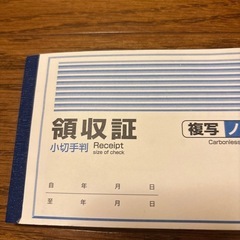 領収証
複写ノ
小切手判
Receipt
size of check
Carbonless
自 年 月 日
至 年 月 日